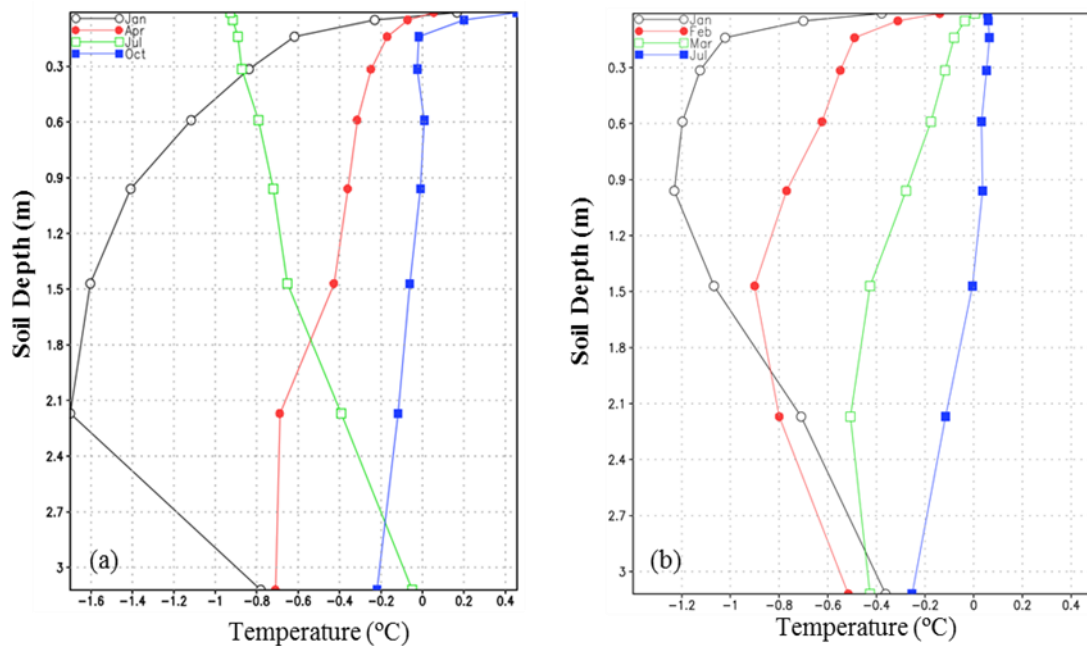 Jan
Apr
Jul
Oct
0.3
0.6
0.9
1.2
1.5
1.8
2.1
2.4
2.7
3
Soil Depth (m)
(a)
−1.6 −1.4 −1.2 −1 −0.8 −0.6 −0.4 −0.2 0 0.2 0.4
Temperature (°C)
Jan
Feb
Mar
Jul
0.3
0.6
0.9
1.2
1.5
1.8
2.1
2.4
2.7
3
Soil Depth (m)
(b)
−1.2 −1 −0.8 −0.6 −0.4 −0.2 0 0.2 0.4
Temperature (°C)